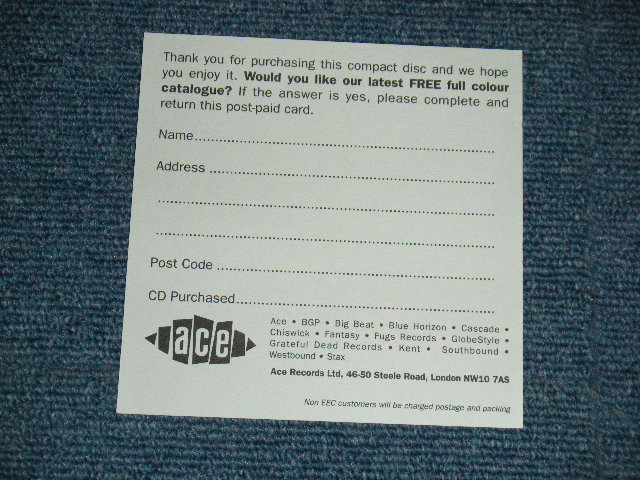 Thank you for purchasing this compact disc and we hope
you enjoy it. Would you like our latest FREE full colour
catalogue? If the answer is yes, please complete and
return this post-paid card.
Name
Address
Post Code
CD Purchased
ace
Ace • BGP • Big Beat • Blue Horizon • Cascade •
Chiswick • Fantasy • Fugs Records • GlobeStyle •
Grateful Dead Records • Kent • Southbound •
Westbound • Stax
Ace Records Ltd, 46-50 Steele Road, London NW10 7AS
Non EEC customers will be charged postage and packing